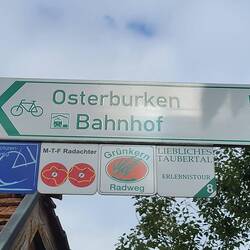 Osterburken
Bahnhof
M-T-F Radachter
Grünkern
Radweg
LIEBLICHES
TAUBERTAL
ERLEBNISTOUR
8